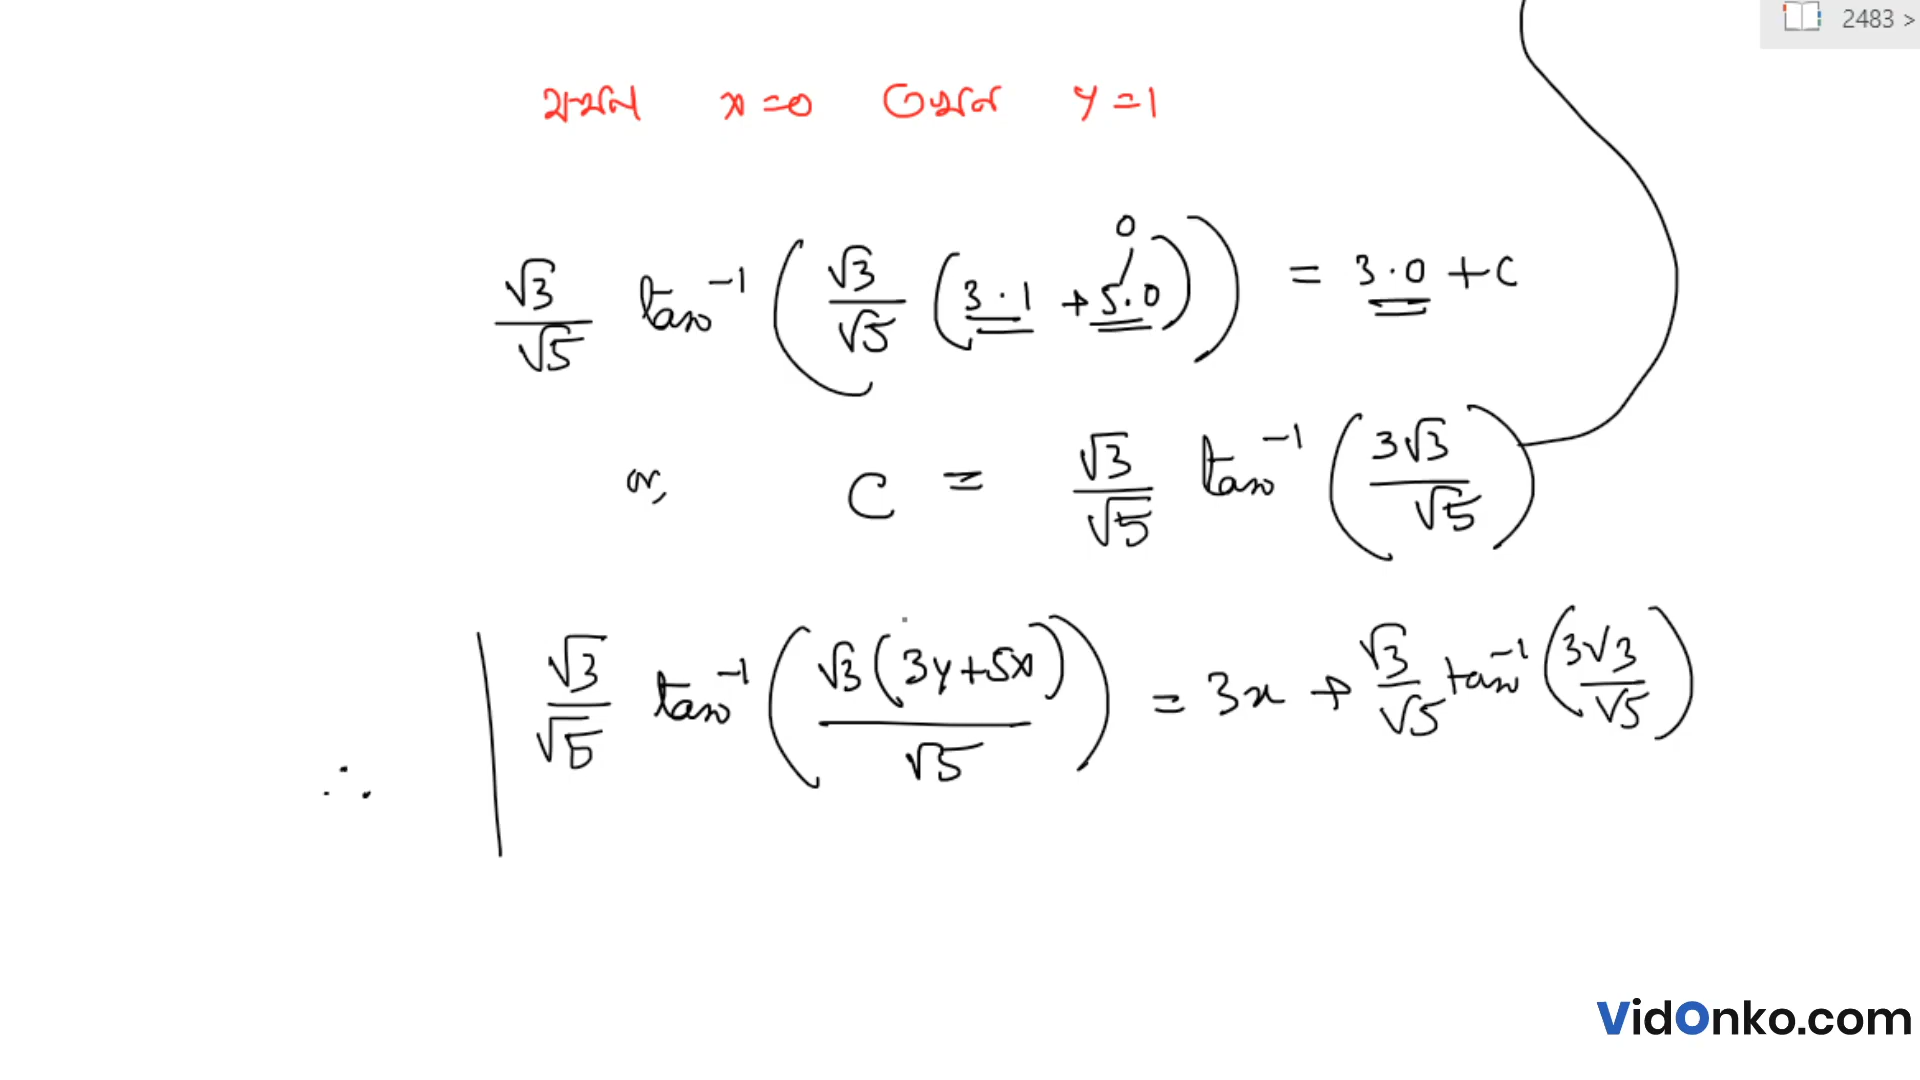 2483 >
যখন x = 0 তখন y = 1
√3/√5 tan⁻¹ (√3/√5 (3·1 + 5·0)) = 3·0 + c
0
or, C = √3/√5 tan⁻¹ (3√3/√5)
∴ √3/√5 tan⁻¹ (√3(3y+5x)/√5) = 3x + √3/√5 tan⁻¹ (3√3/√5)
VidOnko.com